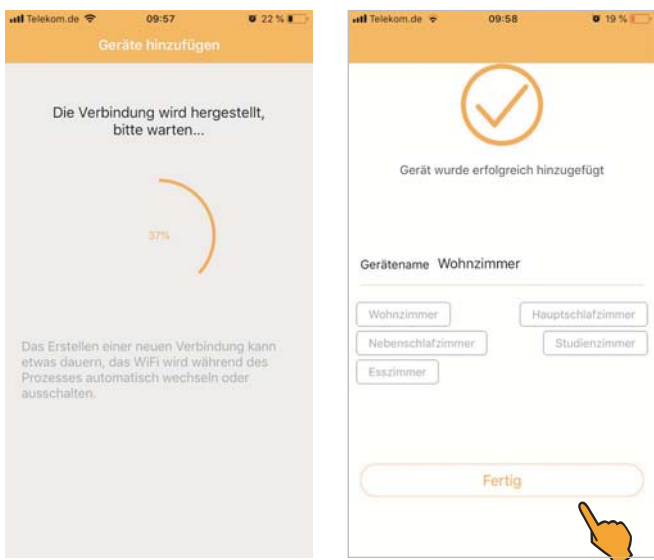 Telekom.de 09:57 22 %
Geräte hinzufügen
Die Verbindung wird hergestellt,
bitte warten...
37%
Das Erstellen einer neuen Verbindung kann
etwas dauern, das WiFi wird während des
Prozesses automatisch wechseln oder
ausschalten.
Telekom.de 09:58 19 %
Gerät wurde erfolgreich hinzugefügt
Gerätename Wohnzimmer
Wohnzimmer Hauptschlafzimmer
Nebenschlafzimmer Studienzimmer
Esszimmer
Fertig